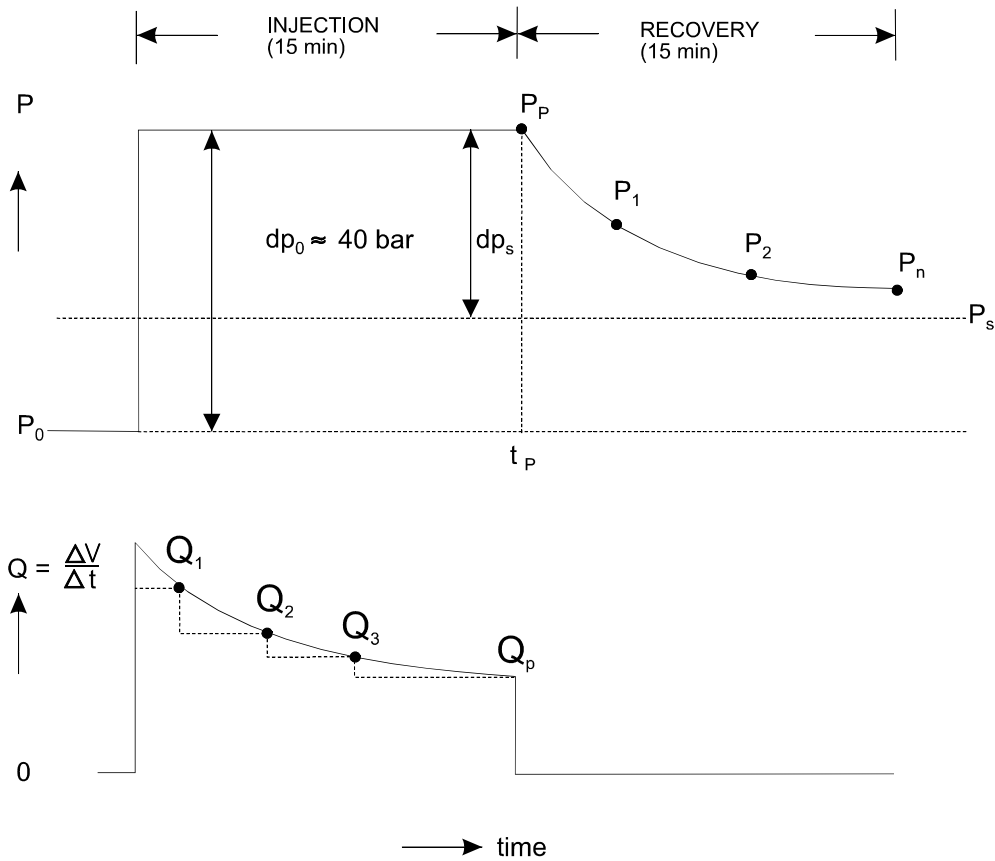 INJECTION
(15 min)
RECOVERY
(15 min)
P
P_P
P_1
dp_0 ≈ 40 bar
dp_s
P_2
P_n
P_s
P_0
t_P
Q = ΔV/Δt
Q_1
Q_2
Q_3
Q_p
0
time